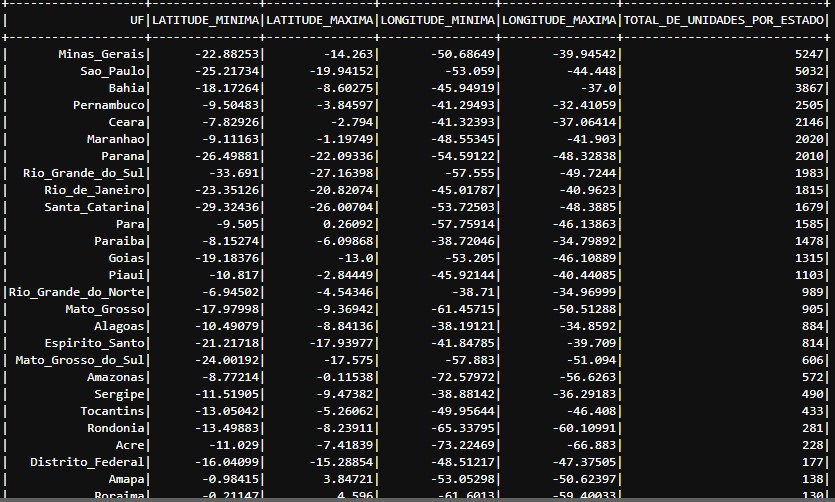 | UF|LATITUDE_MINIMA|LATITUDE_MAXIMA|LONGITUDE_MINIMA|LONGITUDE_MAXIMA|TOTAL_DE_UNIDADES_POR_ESTADO|
| Minas_Gerais| -22.88253| -14.263| -50.68649| -39.94542| 5247|
| Sao_Paulo| -25.21734| -19.94152| -53.059| -44.448| 5032|
| Bahia| -18.17264| -8.60275| -45.94919| -37.0| 3867|
| Pernambuco| -9.50483| -3.84597| -41.29493| -32.41059| 2505|
| Ceara| -7.82926| -2.794| -41.32393| -37.06414| 2146|
| Maranhao| -9.11163| -1.19749| -48.55345| -41.903| 2020|
| Parana| -26.49881| -22.09336| -54.59122| -48.32838| 2010|
| Rio_Grande_do_Sul| -33.691| -27.16398| -57.555| -49.7244| 1983|
| Rio_de_Janeiro| -23.35126| -20.82074| -45.01787| -40.9623| 1815|
| Santa_Catarina| -29.32436| -26.00704| -53.72503| -48.3885| 1679|
| Para| -9.505| 0.26092| -57.75914| -46.13863| 1585|
| Paraiba| -8.15274| -6.09868| -38.72046| -34.79892| 1478|
| Goias| -19.18376| -13.0| -53.205| -46.10889| 1315|
| Piaui| -10.817| -2.84449| -45.92144| -40.44085| 1103|
|Rio_Grande_do_Norte| -6.94502| -4.54346| -38.71| -34.96999| 989|
| Mato_Grosso| -17.97998| -9.36942| -61.45715| -50.51288| 905|
| Alagoas| -10.49079| -8.84136| -38.19121| -34.8592| 884|
| Espirito_Santo| -21.21718| -17.93977| -41.84785| -39.709| 814|
| Mato_Grosso_do_Sul| -24.00192| -17.575| -57.883| -51.094| 606|
| Amazonas| -8.77214| -0.11538| -72.57972| -56.6263| 572|
| Sergipe| -11.51905| -9.47382| -38.88142| -36.29183| 490|
| Tocantins| -13.05042| -5.26062| -49.95644| -46.408| 433|
| Rondonia| -13.49883| -8.23911| -65.33795| -60.10991| 281|
| Acre| -11.029| -7.41839| -73.22469| -66.883| 228|
| Distrito_Federal| -16.04099| -15.28854| -48.51217| -47.37505| 177|
| Amapa| -0.98415| 3.84721| -53.05298| -50.62397| 138|
| Roraima| -0.21147| 4.596| -61.6013| -59.40033| 130|